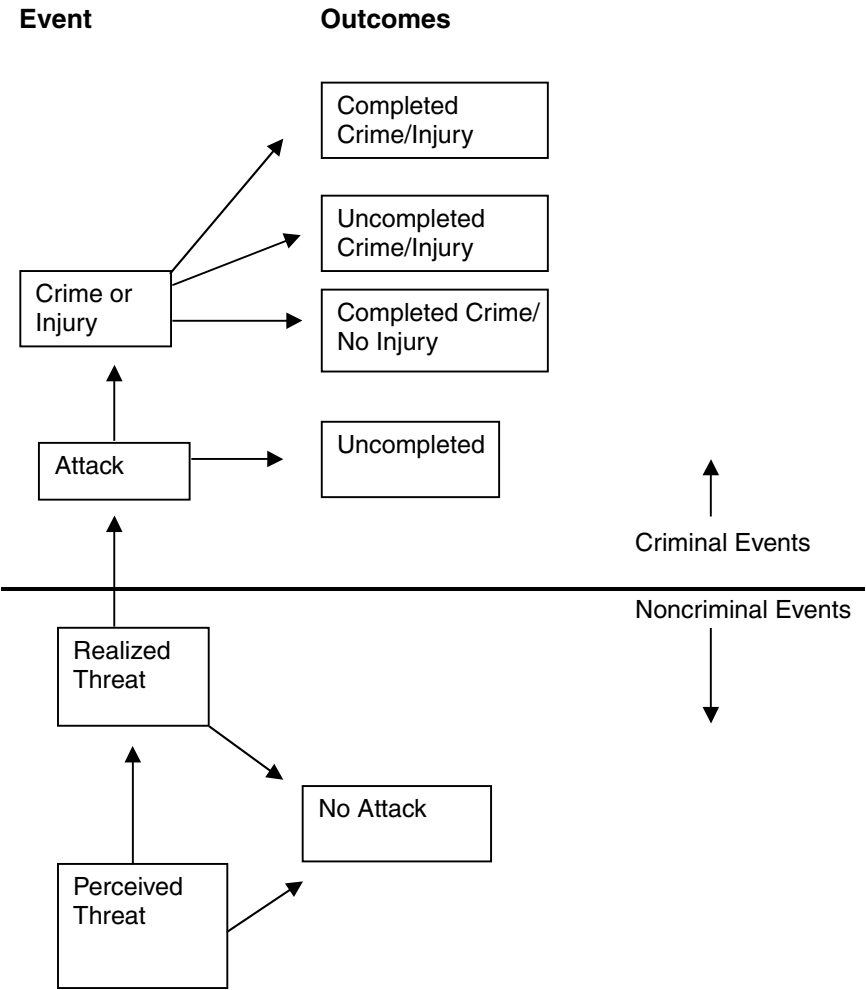 Event
Outcomes
Completed
Crime/Injury
Uncompleted
Crime/Injury
Crime or
Injury
Completed Crime/
No Injury
Attack
Uncompleted
Criminal Events
Noncriminal Events
Realized
Threat
No Attack
Perceived
Threat